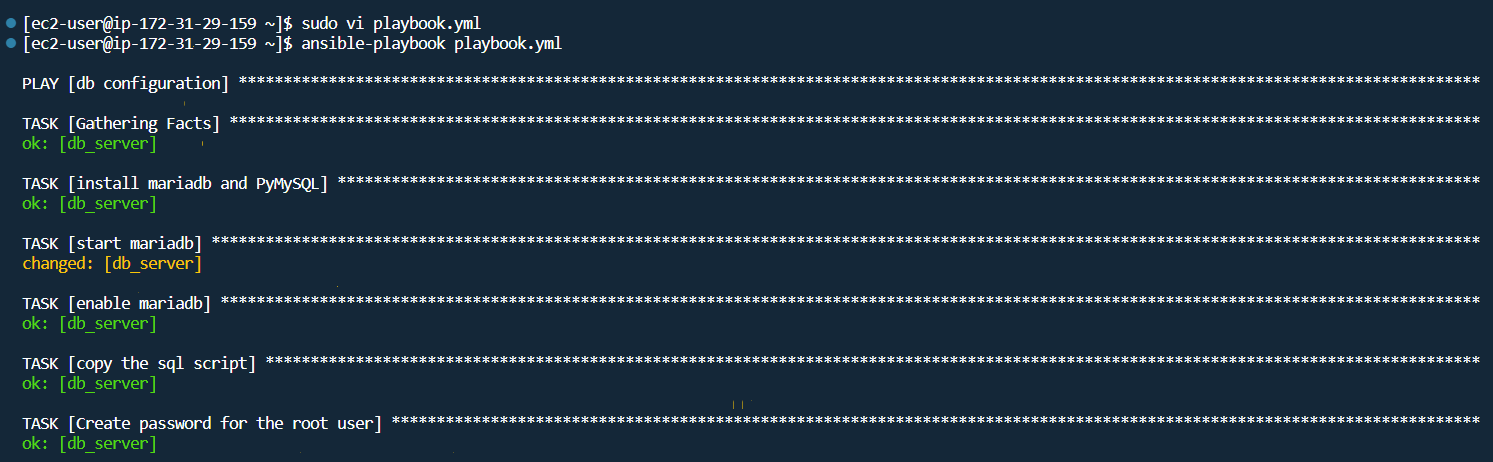 [ec2-user@ip-172-31-29-159 ~]$ sudo vi playbook.yml
[ec2-user@ip-172-31-29-159 ~]$ ansible-playbook playbook.yml
PLAY [db configuration] ******************************************************************************************************************************************
TASK [Gathering Facts] *******************************************************************************************************************************************
ok: [db_server]
TASK [install mariadb and PyMySQL] *******************************************************************************************************************************
ok: [db_server]
TASK [start mariadb] *********************************************************************************************************************************************
changed: [db_server]
TASK [enable mariadb] ********************************************************************************************************************************************
ok: [db_server]
TASK [copy the sql script] ***************************************************************************************************************************************
ok: [db_server]
TASK [Create password for the root user] *************************************************************************************************************************
ok: [db_server]